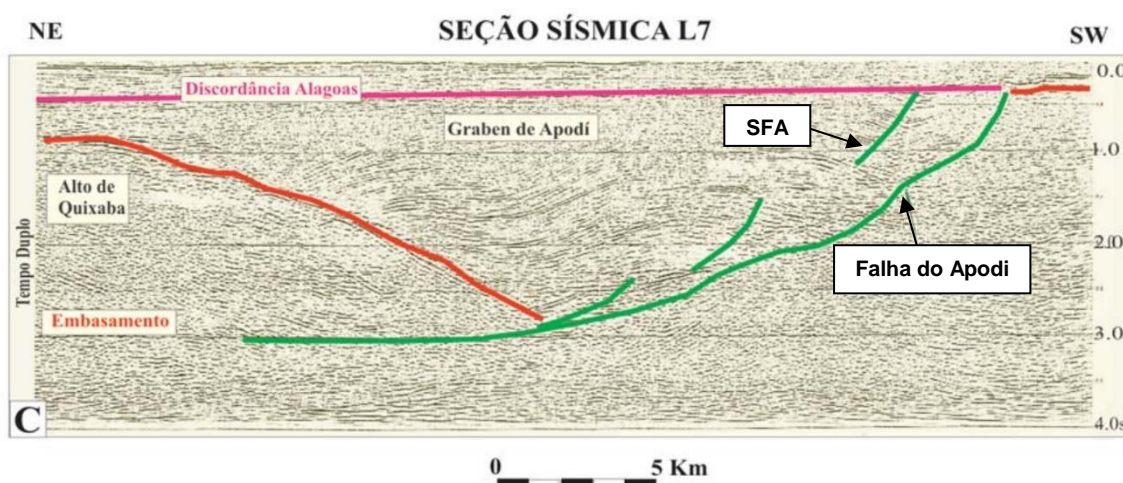 NE
SEÇÃO SÍSMICA L7
SW
0.0
Discordância Alagoas
Graben de Apodí
SFA
1.0
Alto de
Quixaba
2.0
Falha do Apodi
Tempo Duplo
Embasamento
3.0
C
4.0s
0 5 Km